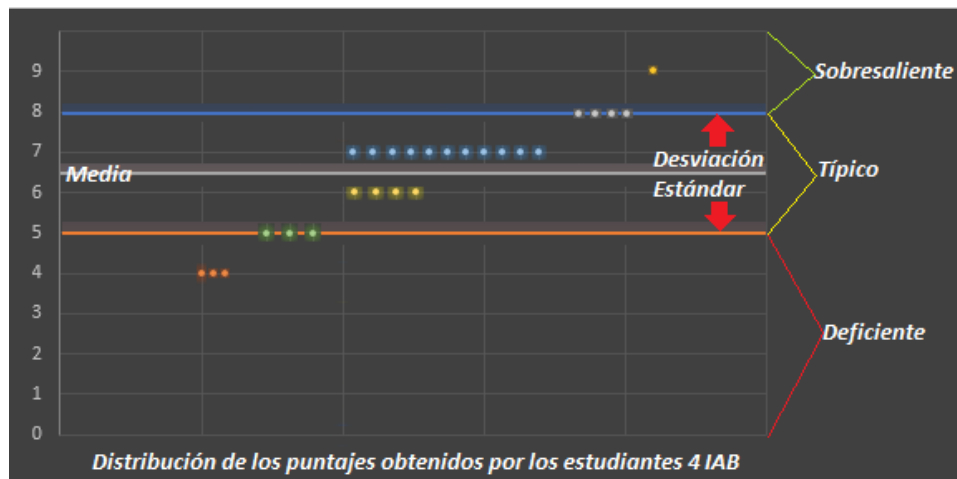 9
Sobresaliente
8
7
Desviación
Media
Estándar
Típico
6
5
4
3
Deficiente
2
1
0
Distribución de los puntajes obtenidos por los estudiantes 4 IAB